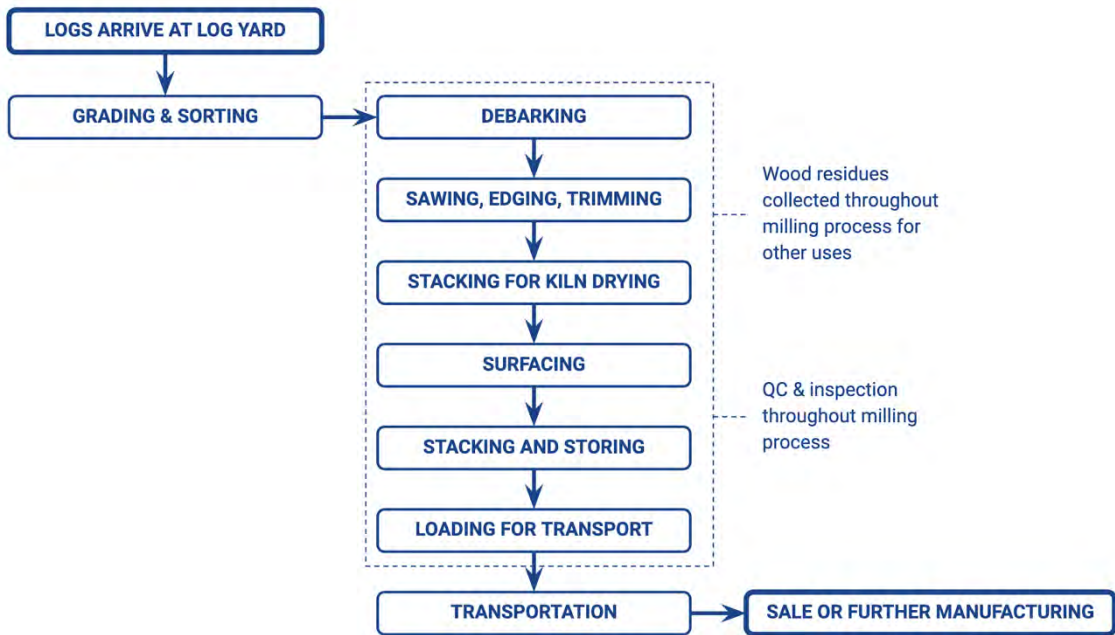 LOGS ARRIVE AT LOG YARD
GRADING & SORTING
DEBARKING
SAWING, EDGING, TRIMMING
Wood residues
collected throughout
milling process for
other uses
STACKING FOR KILN DRYING
SURFACING
QC & inspection
throughout milling
process
STACKING AND STORING
LOADING FOR TRANSPORT
TRANSPORTATION
SALE OR FURTHER MANUFACTURING